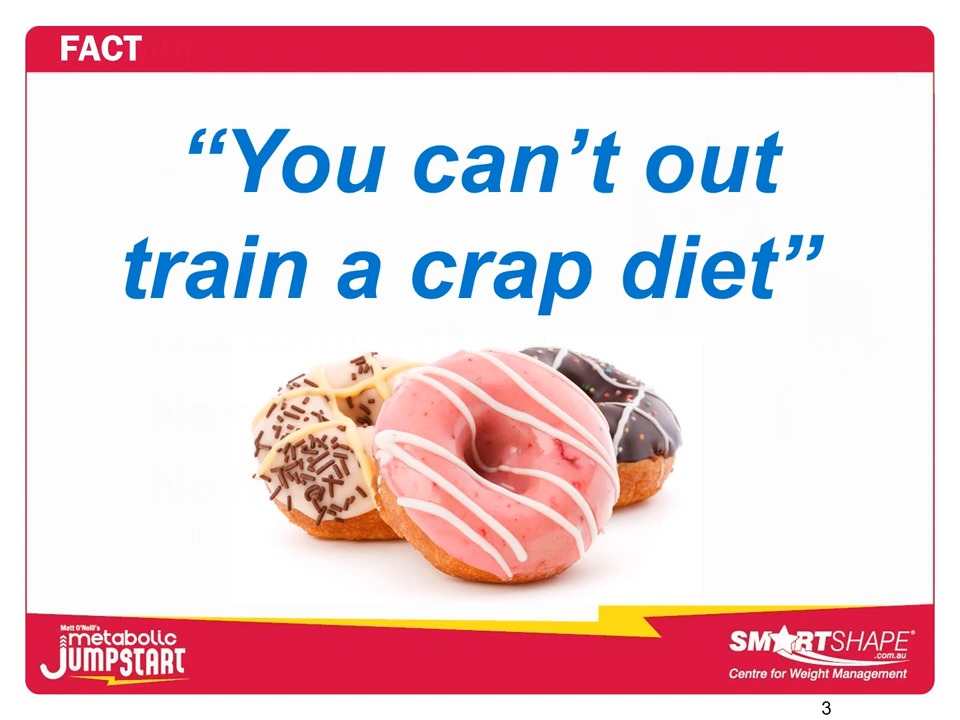 FACT
“You can’t out
train a crap diet”
Matt O'Neill's
metabolic
JUMPSTART
SMARTSHAPE®
.com.au
Centre for Weight Management
3